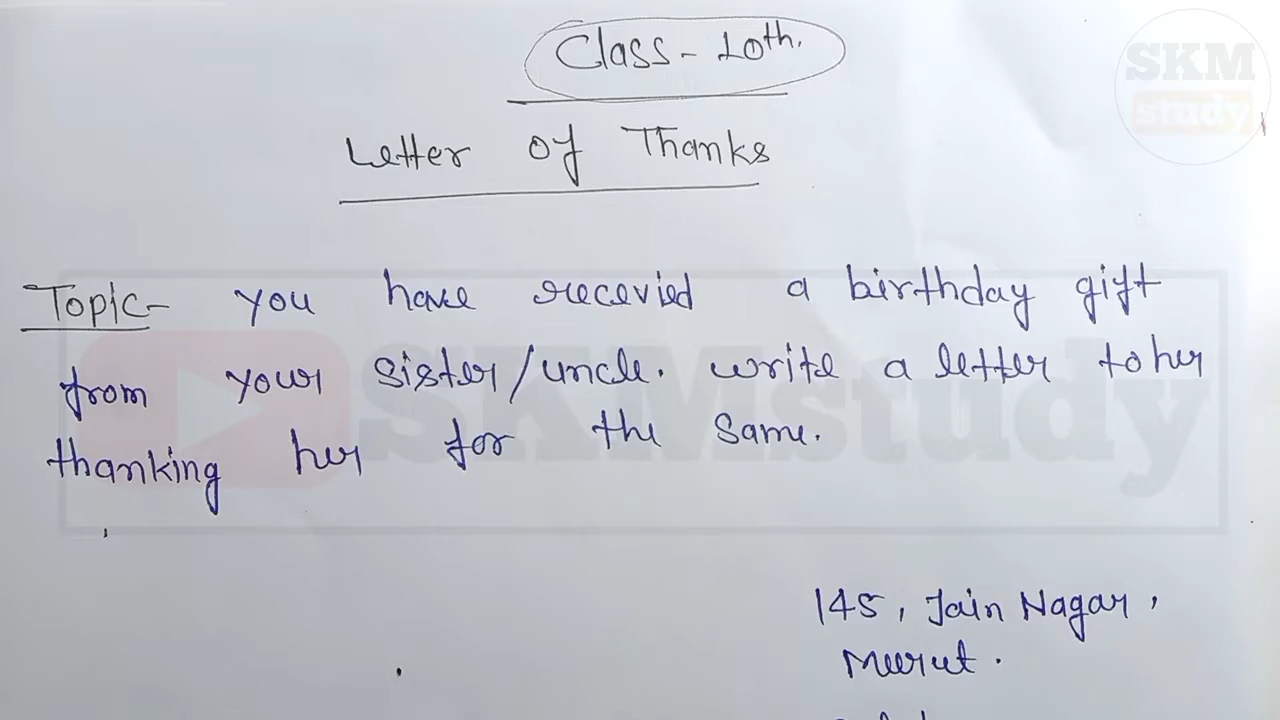 Class - 10th.
SKM
study
Letter of Thanks
Topic- you have recevied a birthday gift
from your sister/uncle. write a letter to her
thanking her for the same.
SKMstudy
145, Jain Nagar,
Meerut.